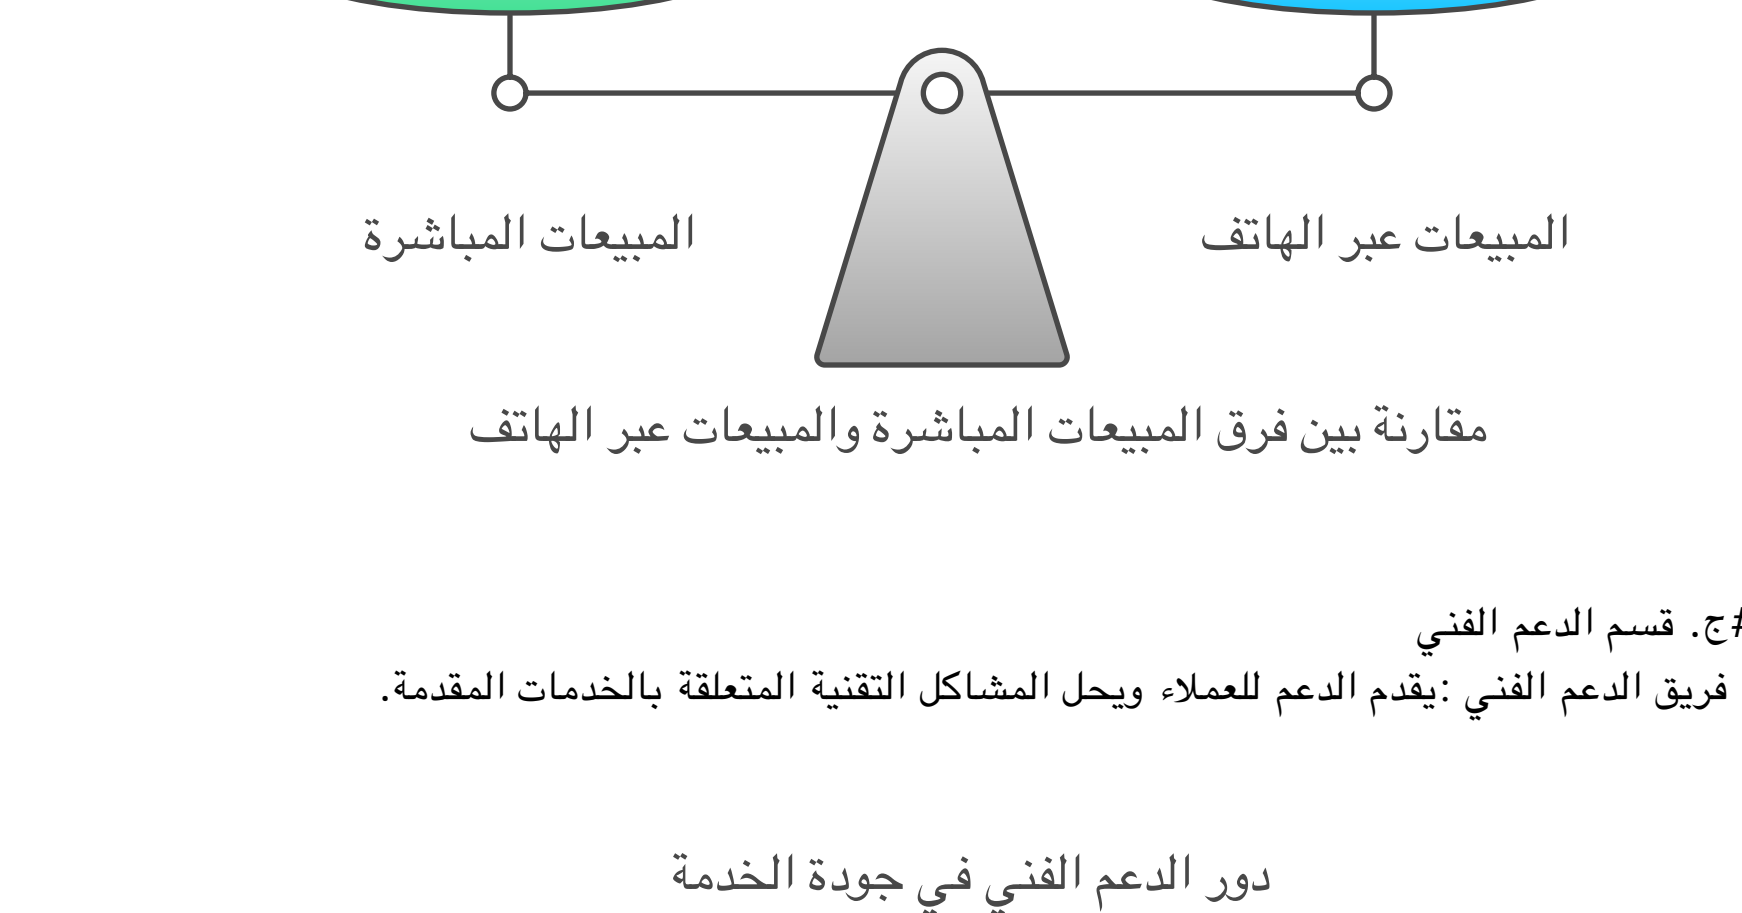 المبيعات عبر الهاتف
المبيعات المباشرة
مقارنة بين فرق المبيعات المباشرة والمبيعات عبر الهاتف
#ج. قسم الدعم الفني
فريق الدعم الفني :يقدم الدعم للعملاء ويحل المشاكل التقنية المتعلقة بالخدمات المقدمة.
دور الدعم الفني في جودة الخدمة